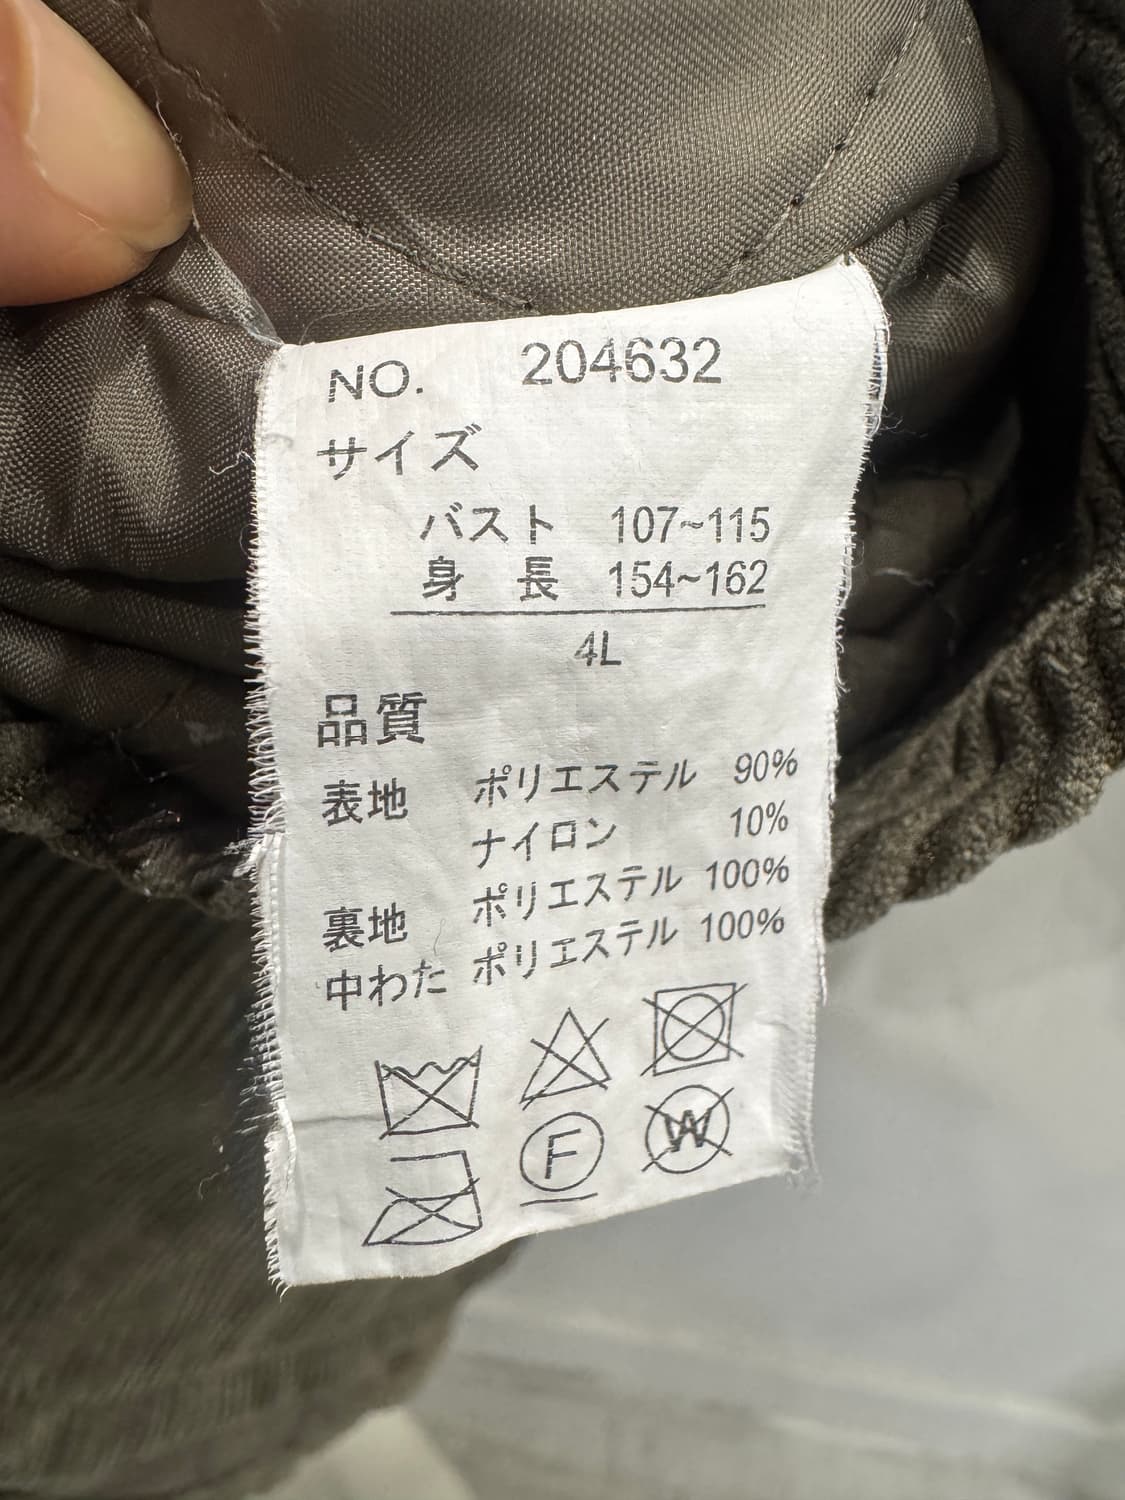 NO. 204632
サイズ
バスト 107~115
身 長 154~162
4L
品質
表地 ポリエステル 90%
ナイロン 10%
裏地 ポリエステル 100%
中わた ポリエステル 100%
F
W